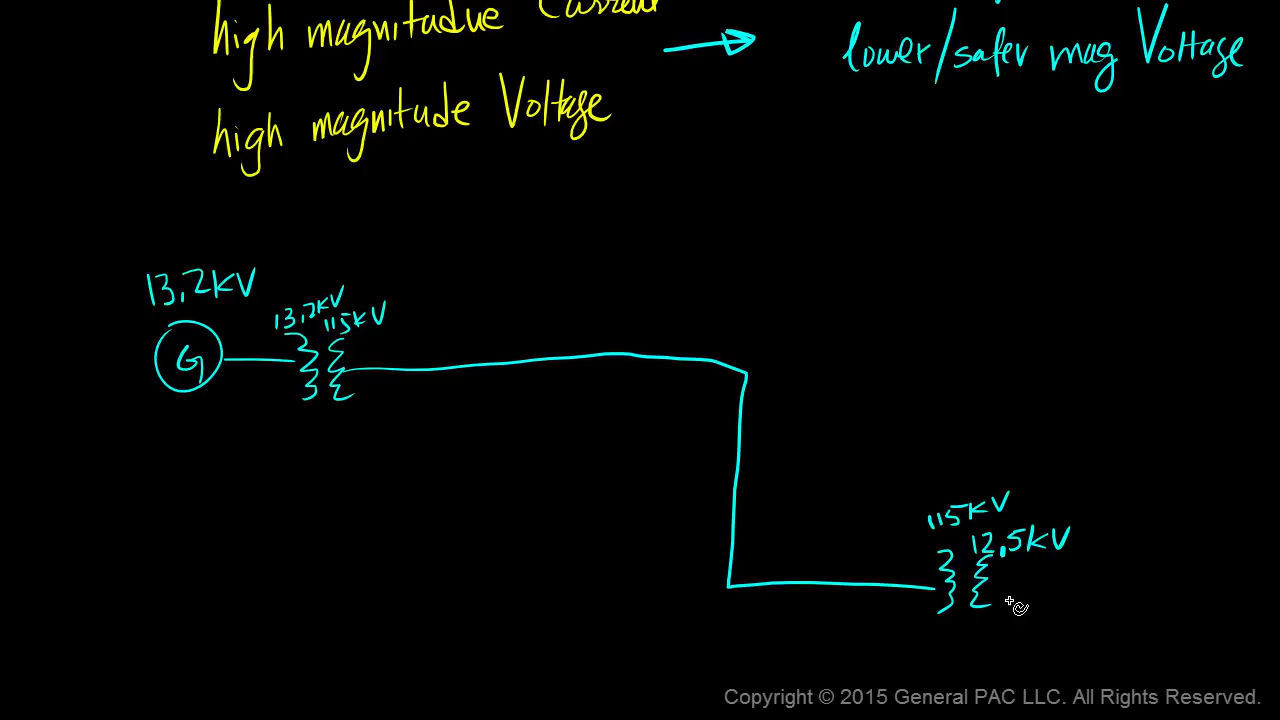 high magnitadue Current
high magnitude Voltage
lower/safer mag Voltage
13.2kV
13.2kV
115kV
G
115kV
12.5kV
Copyright © 2015 General PAC LLC. All Rights Reserved.